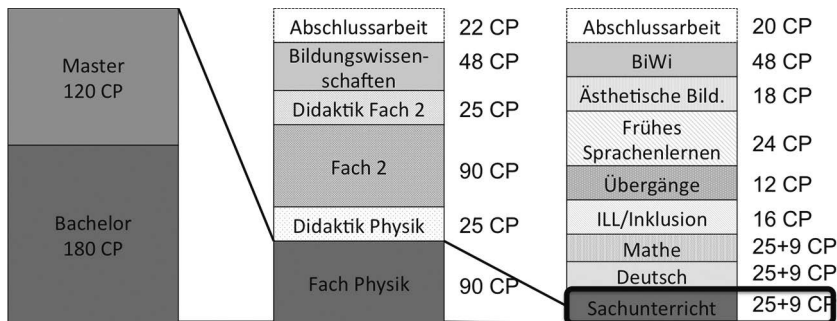 Master
120 CP
Bachelor
180 CP
Abschlussarbeit 22 CP
Bildungswissen-
schaften 48 CP
Didaktik Fach 2 25 CP
Fach 2 90 CP
Didaktik Physik 25 CP
Fach Physik 90 CP
Abschlussarbeit 20 CP
BiWi 48 CP
Ästhetische Bild. 18 CP
Frühes
Sprachenlernen 24 CP
Übergänge 12 CP
ILL/Inklusion 16 CP
Mathe 25+9 CP
Deutsch 25+9 CP
Sachunterricht 25+9 CP